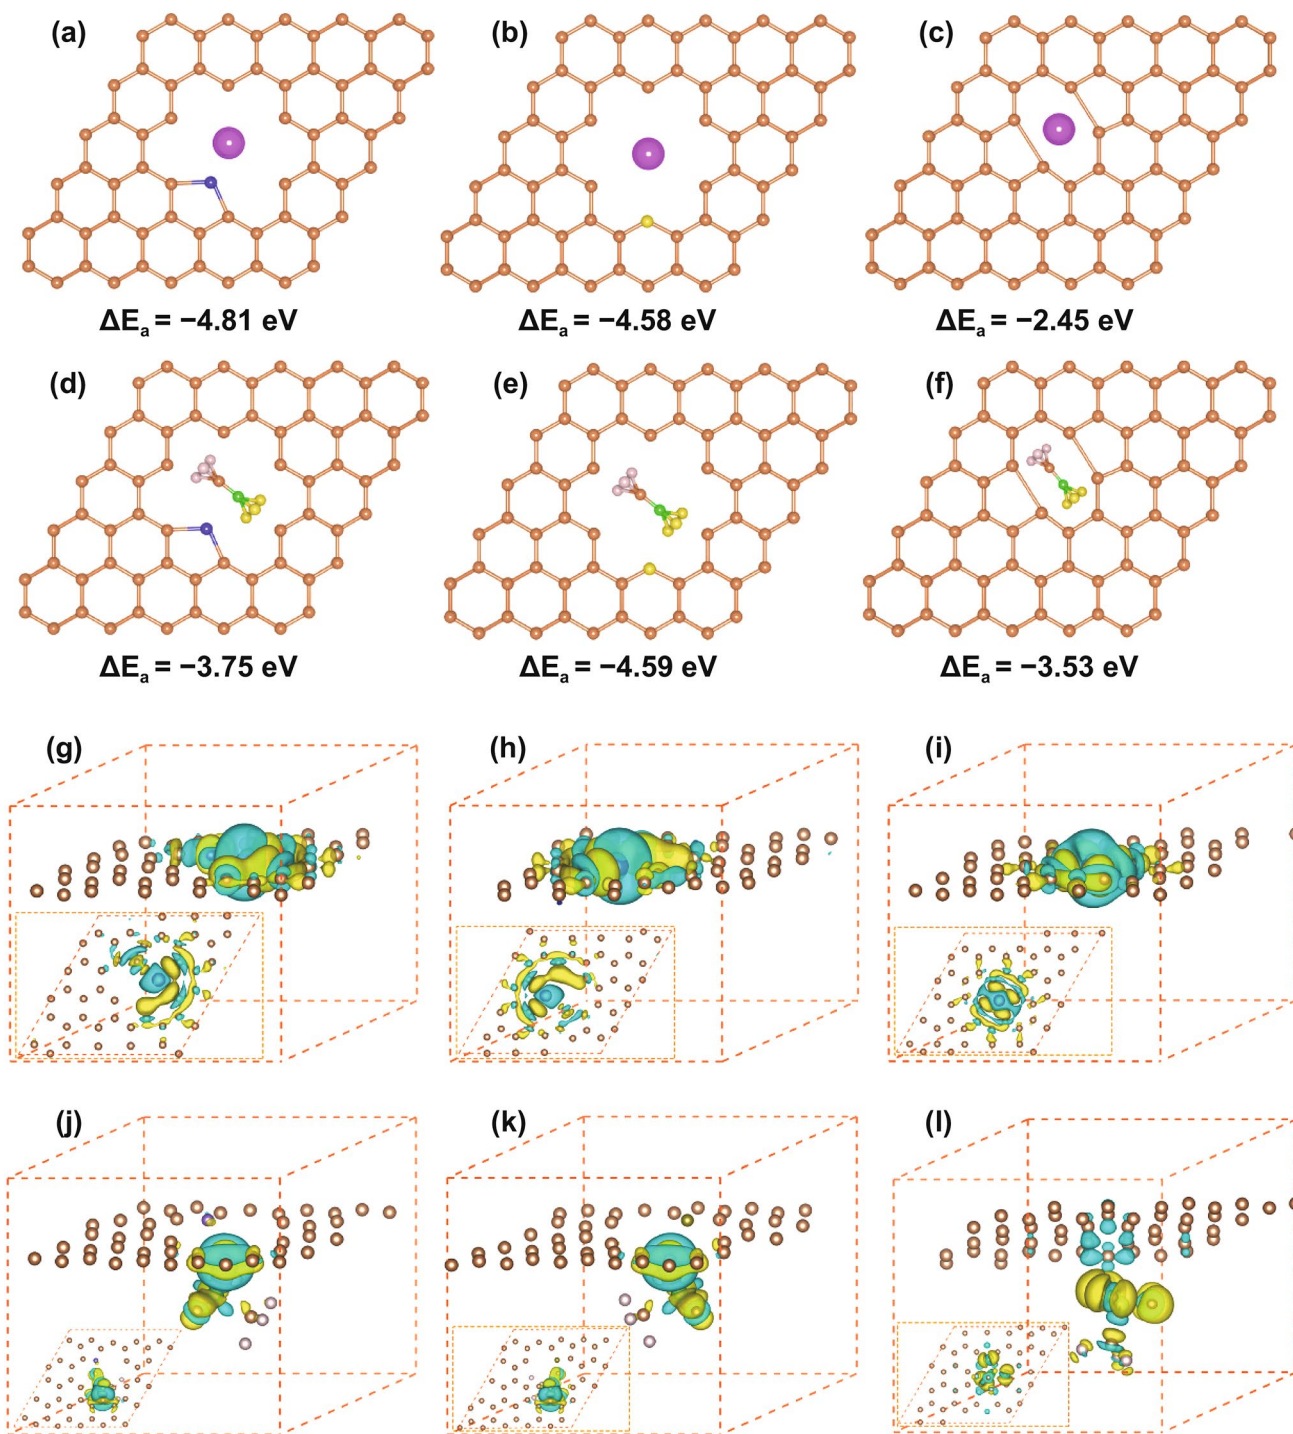 (a) (b) (c)
ΔEₐ = −4.81 eV ΔEₐ = −4.58 eV ΔEₐ = −2.45 eV
(d) (e) (f)
ΔEₐ = −3.75 eV ΔEₐ = −4.59 eV ΔEₐ = −3.53 eV
(g) (h) (i)
(j) (k) (l)